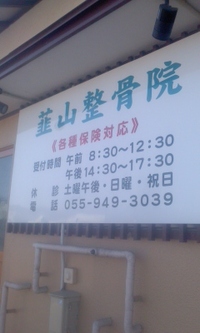 韮山整骨院
《各種保険対応》
受付時間 午前 8:30～12:30
午後 14:30～17:30
休診 土曜午後・日曜・祝日
電話 055-949-3039